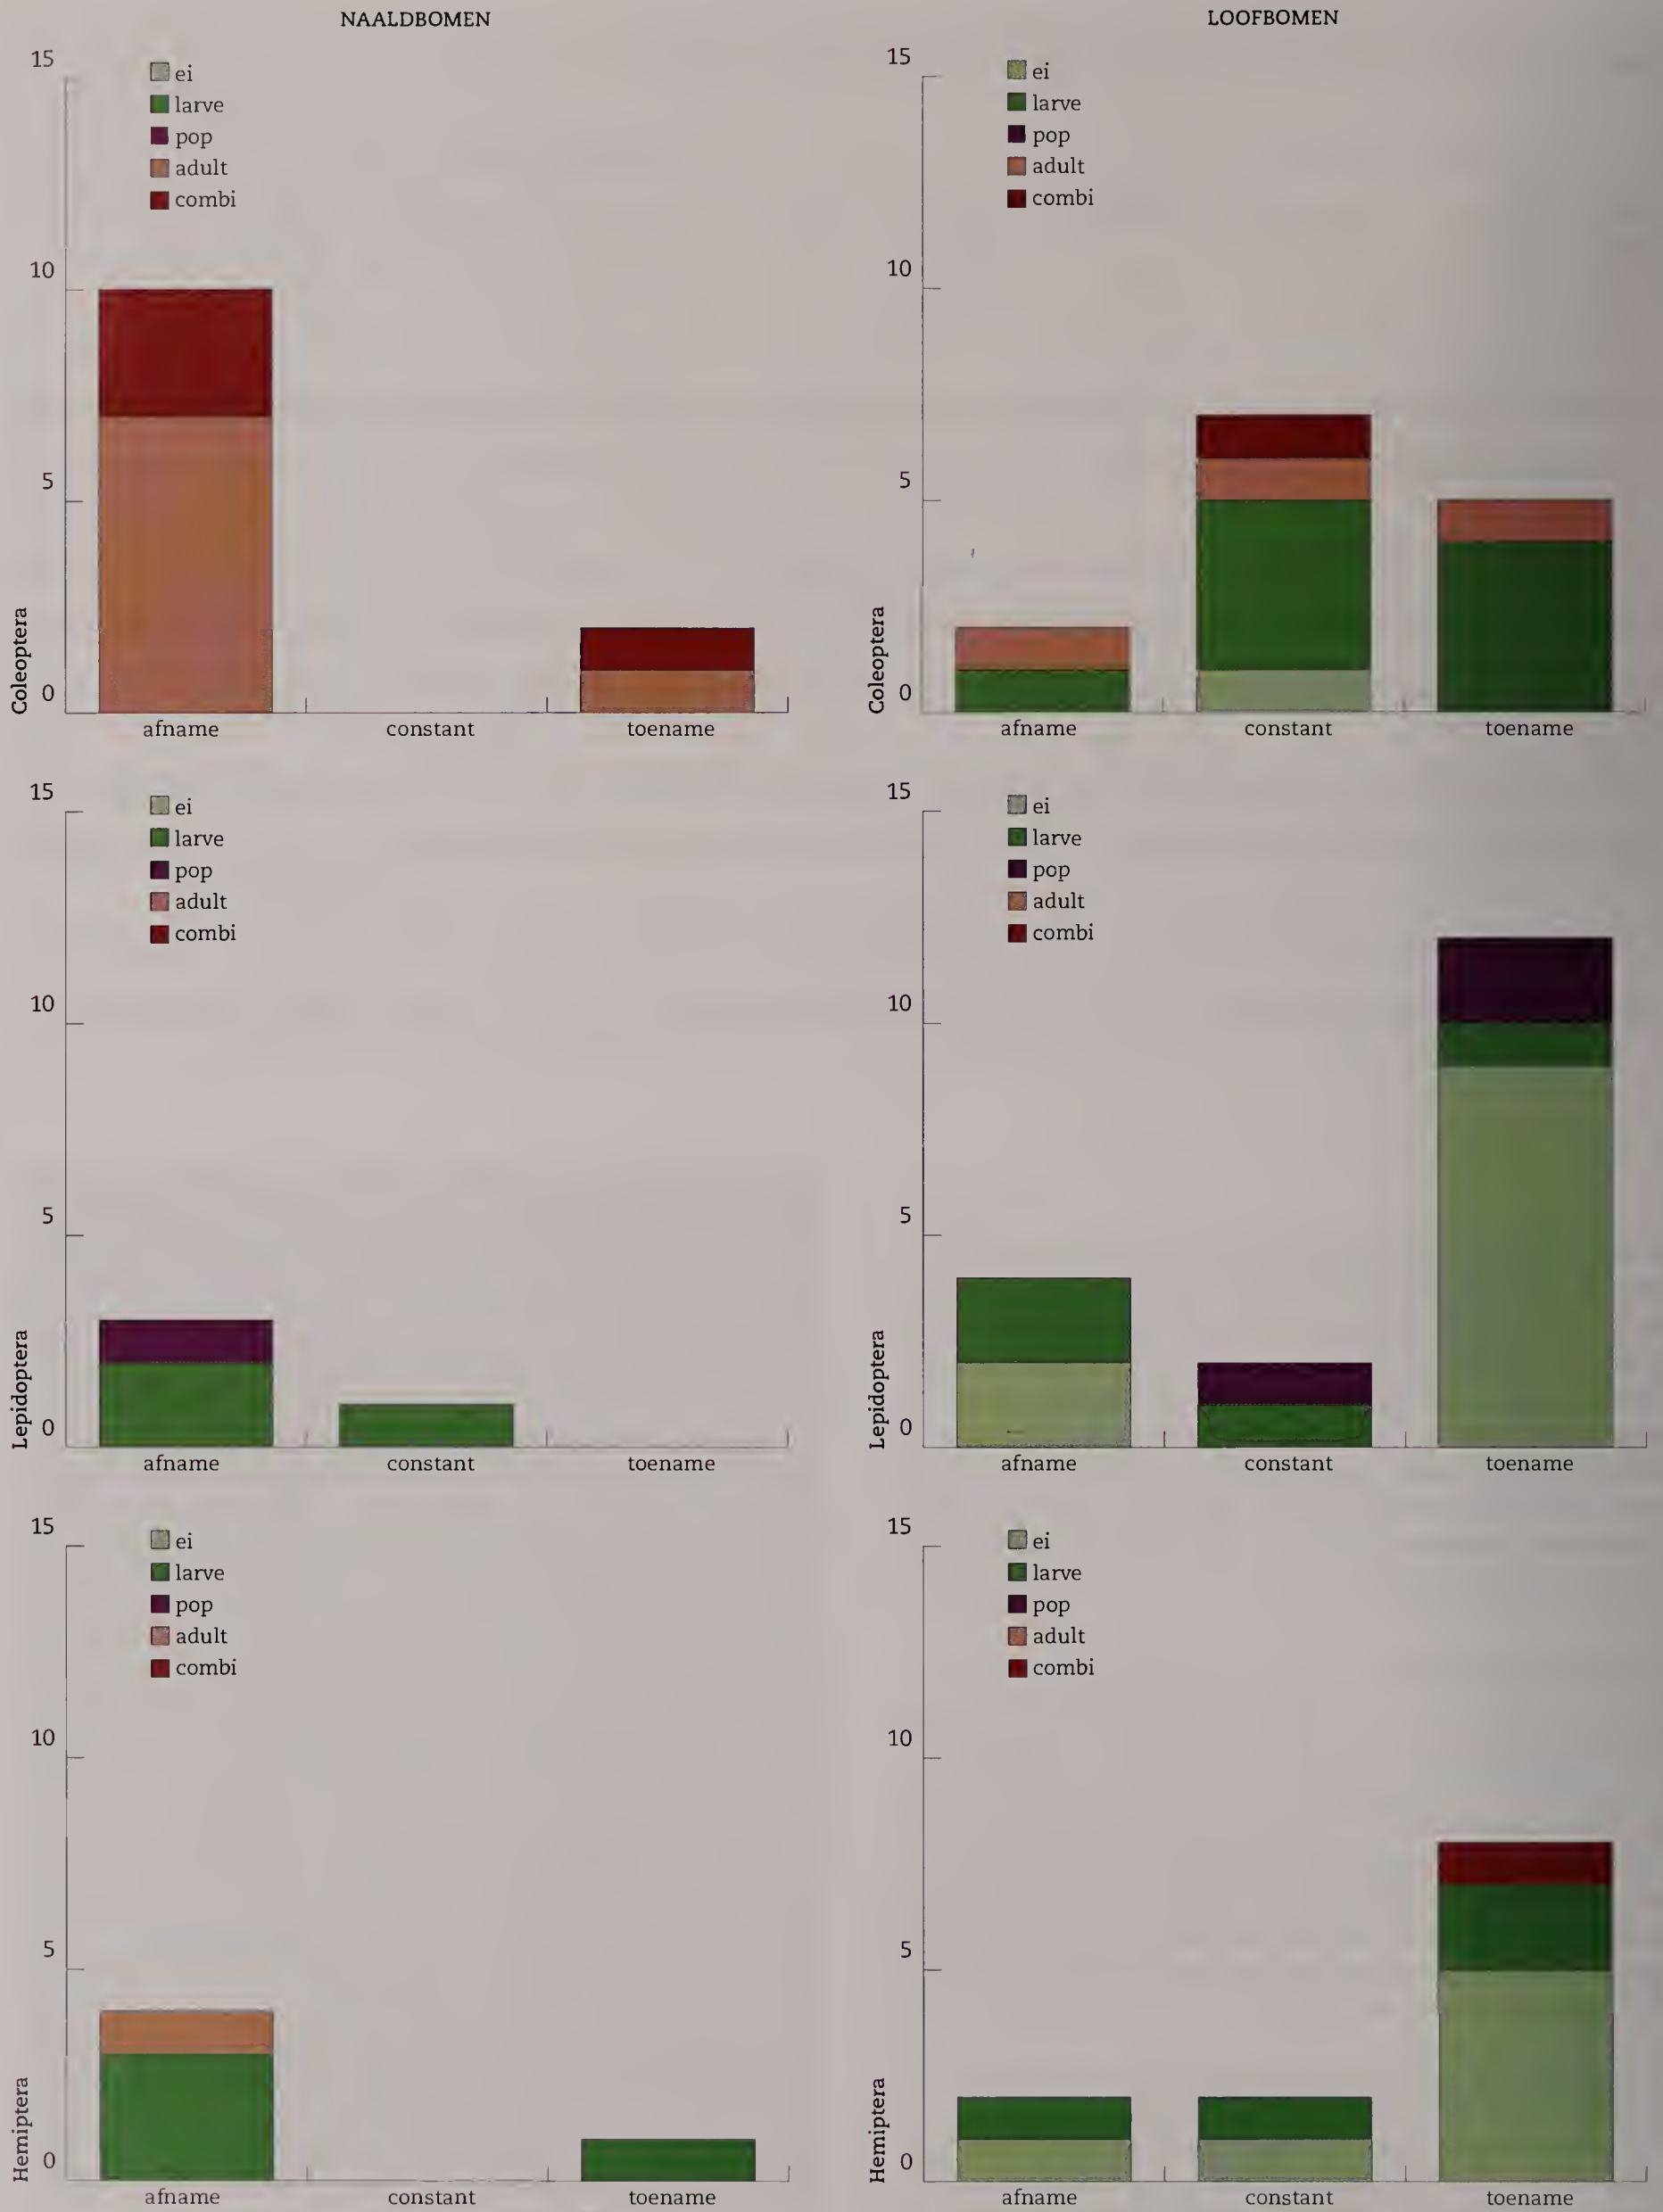 NAALDBOMEN
15
ei
larve
pop
adult
combi
10
5
0
Coleoptera
afname constant toename
LOOFBOMEN
15
ei
larve
pop
adult
combi
10
5
0
Coleoptera
afname constant toename
15
ei
larve
pop
adult
combi
10
5
0
Lepidoptera
afname constant toename
15
ei
larve
pop
adult
combi
10
5
0
Lepidoptera
afname constant toename
15
ei
larve
pop
adult
combi
10
5
0
Hemiptera
afname constant toename
15
ei
larve
pop
adult
combi
10
5
0
Hemiptera
afname constant toename